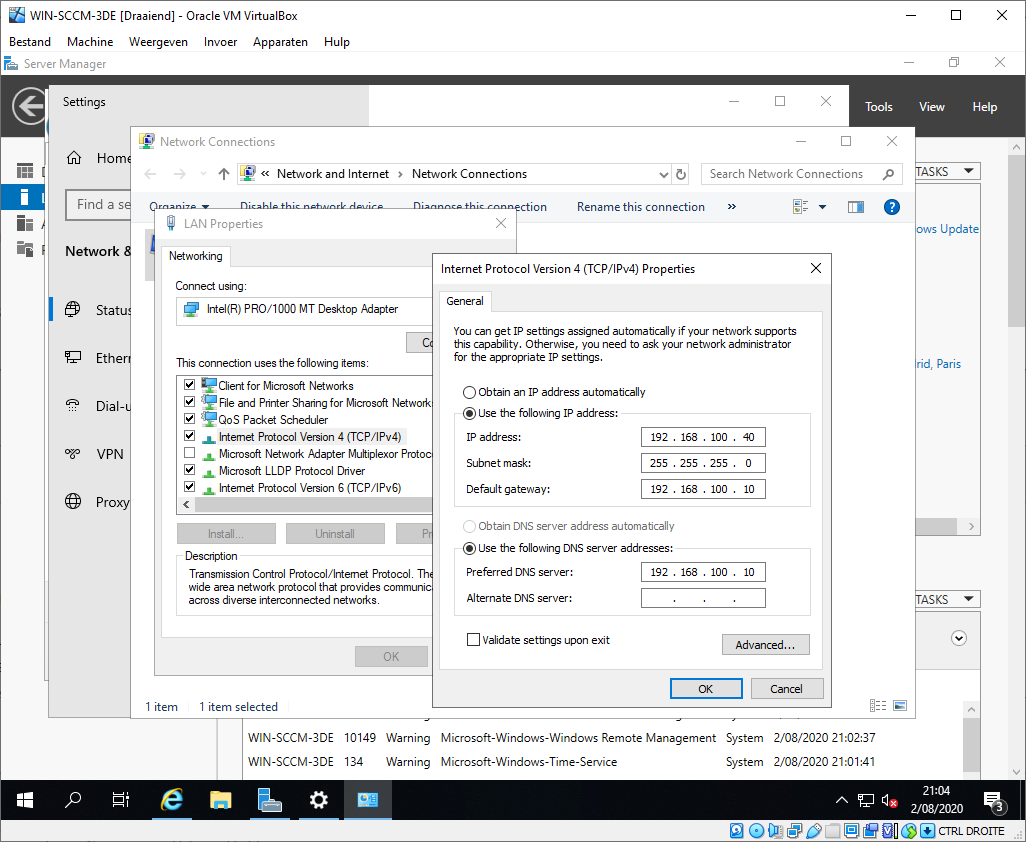 WIN-SCCM-3DE [Draaiend] - Oracle VM VirtualBox
Bestand Machine Weergeven Invoer Apparaten Help
Server Manager
Settings
Tools View Help
Network Connections
Home
« Network and Internet › Network Connections
Search Network Connections
TASKS
Find a se
Organize Disable this network device Diagnose this connection Rename this connection »
LAN Properties
ows Update
Network &
Networking
Connect using:
Intel(R) PRO/1000 MT Desktop Adapter
Internet Protocol Version 4 (TCP/IPv4) Properties
General
Status
You can get IP settings assigned automatically if your network supports
this capability. Otherwise, you need to ask your network administrator
for the appropriate IP settings.
Co
Ethern
This connection uses the following items:
rid, Paris
Client for Microsoft Networks
File and Printer Sharing for Microsoft Network
QoS Packet Scheduler
Internet Protocol Version 4 (TCP/IPv4)
Microsoft Network Adapter Multiplexor Protoc
Microsoft LLDP Protocol Driver
Internet Protocol Version 6 (TCP/IPv6)
Obtain an IP address automatically
Use the following IP address:
IP address: 192 . 168 . 100 . 40
Subnet mask: 255 . 255 . 255 . 0
Default gateway: 192 . 168 . 100 . 10
Dial-u
VPN
Proxy
Install... Uninstall Pr
Obtain DNS server address automatically
Use the following DNS server addresses:
Preferred DNS server: 192 . 168 . 100 . 10
Alternate DNS server: . . .
Description
Transmission Control Protocol/Internet Protocol. The
wide area network protocol that provides communica
across diverse interconnected networks.
TASKS
Validate settings upon exit
Advanced...
OK
OK Cancel
1 item 1 item selected
WIN-SCCM-3DE 10149 Warning Microsoft-Windows-Windows Remote Management System 2/08/2020 21:02:37
WIN-SCCM-3DE 134 Warning Microsoft-Windows-Time-Service System 2/08/2020 21:01:41
21:04
2/08/2020
3
CTRL DROITE